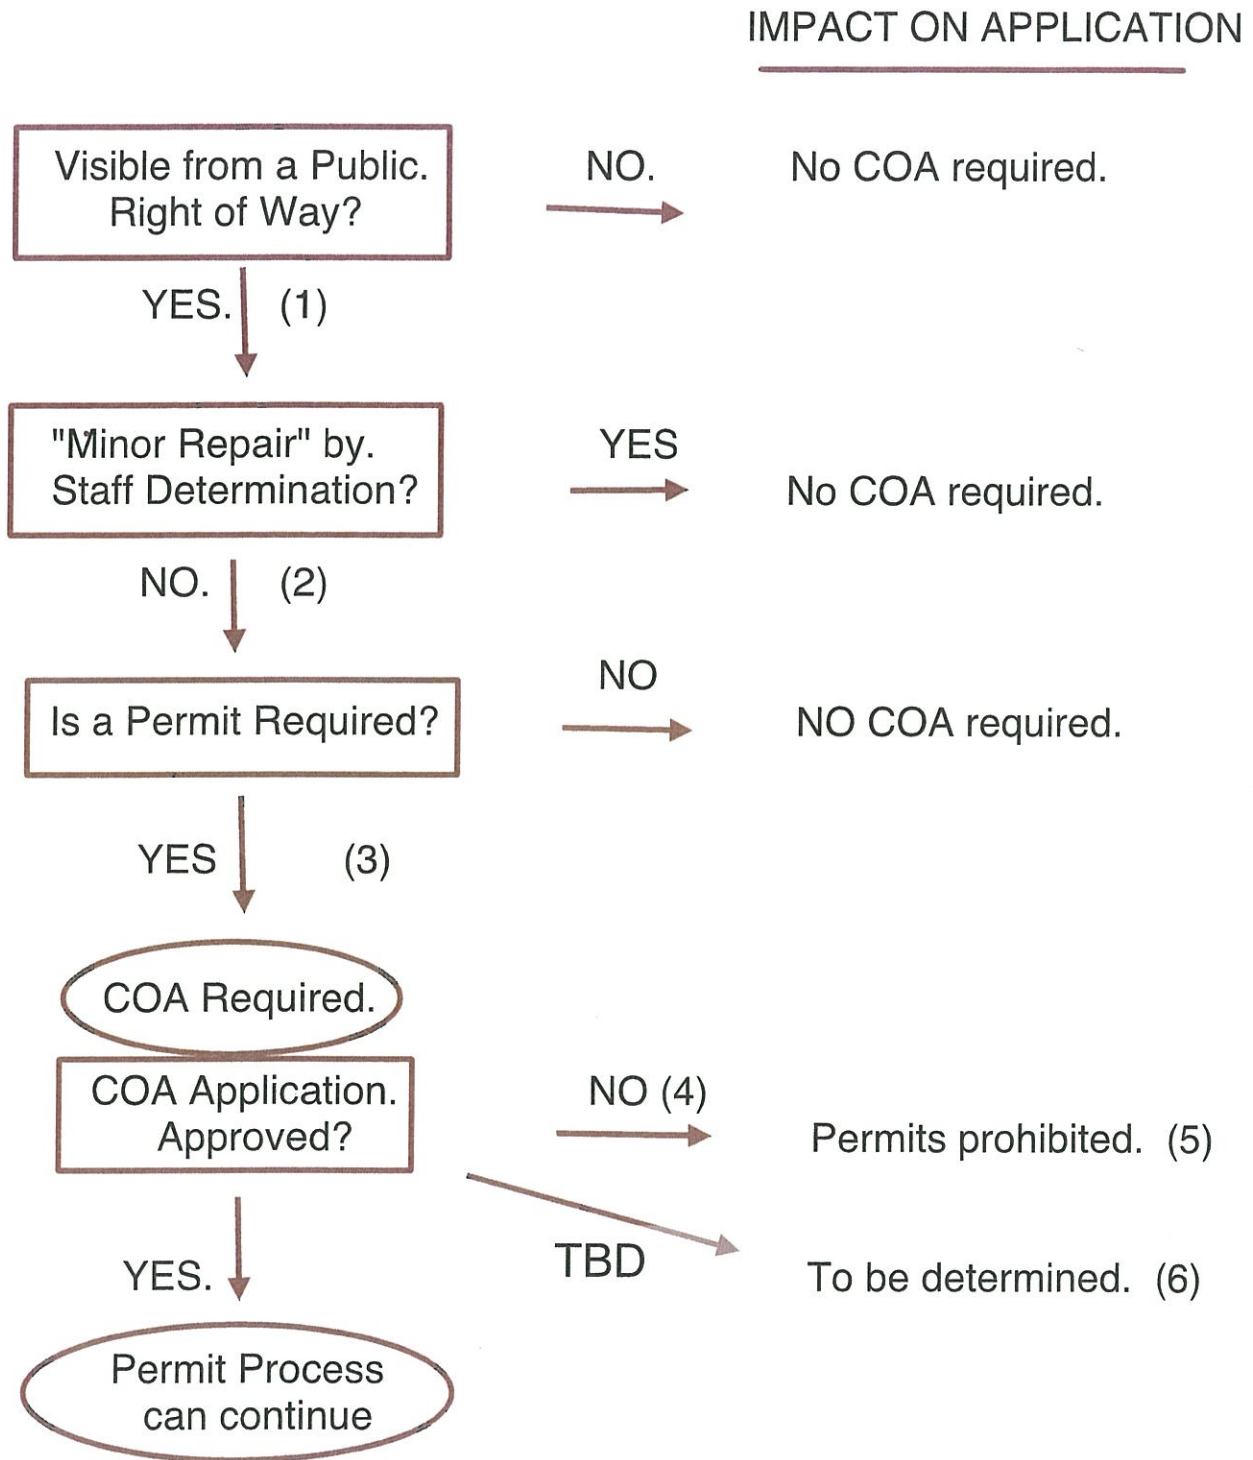 IMPACT ON APPLICATION
Visible from a Public.
Right of Way?
NO.
No COA required.
YES.
(1)
"Minor Repair" by.
Staff Determination?
YES
No COA required.
NO.
(2)
Is a Permit Required?
NO
NO COA required.
YES
(3)
COA Required.
COA Application.
Approved?
NO (4)
Permits prohibited. (5)
TBD
To be determined. (6)
YES.
Permit Process
can continue